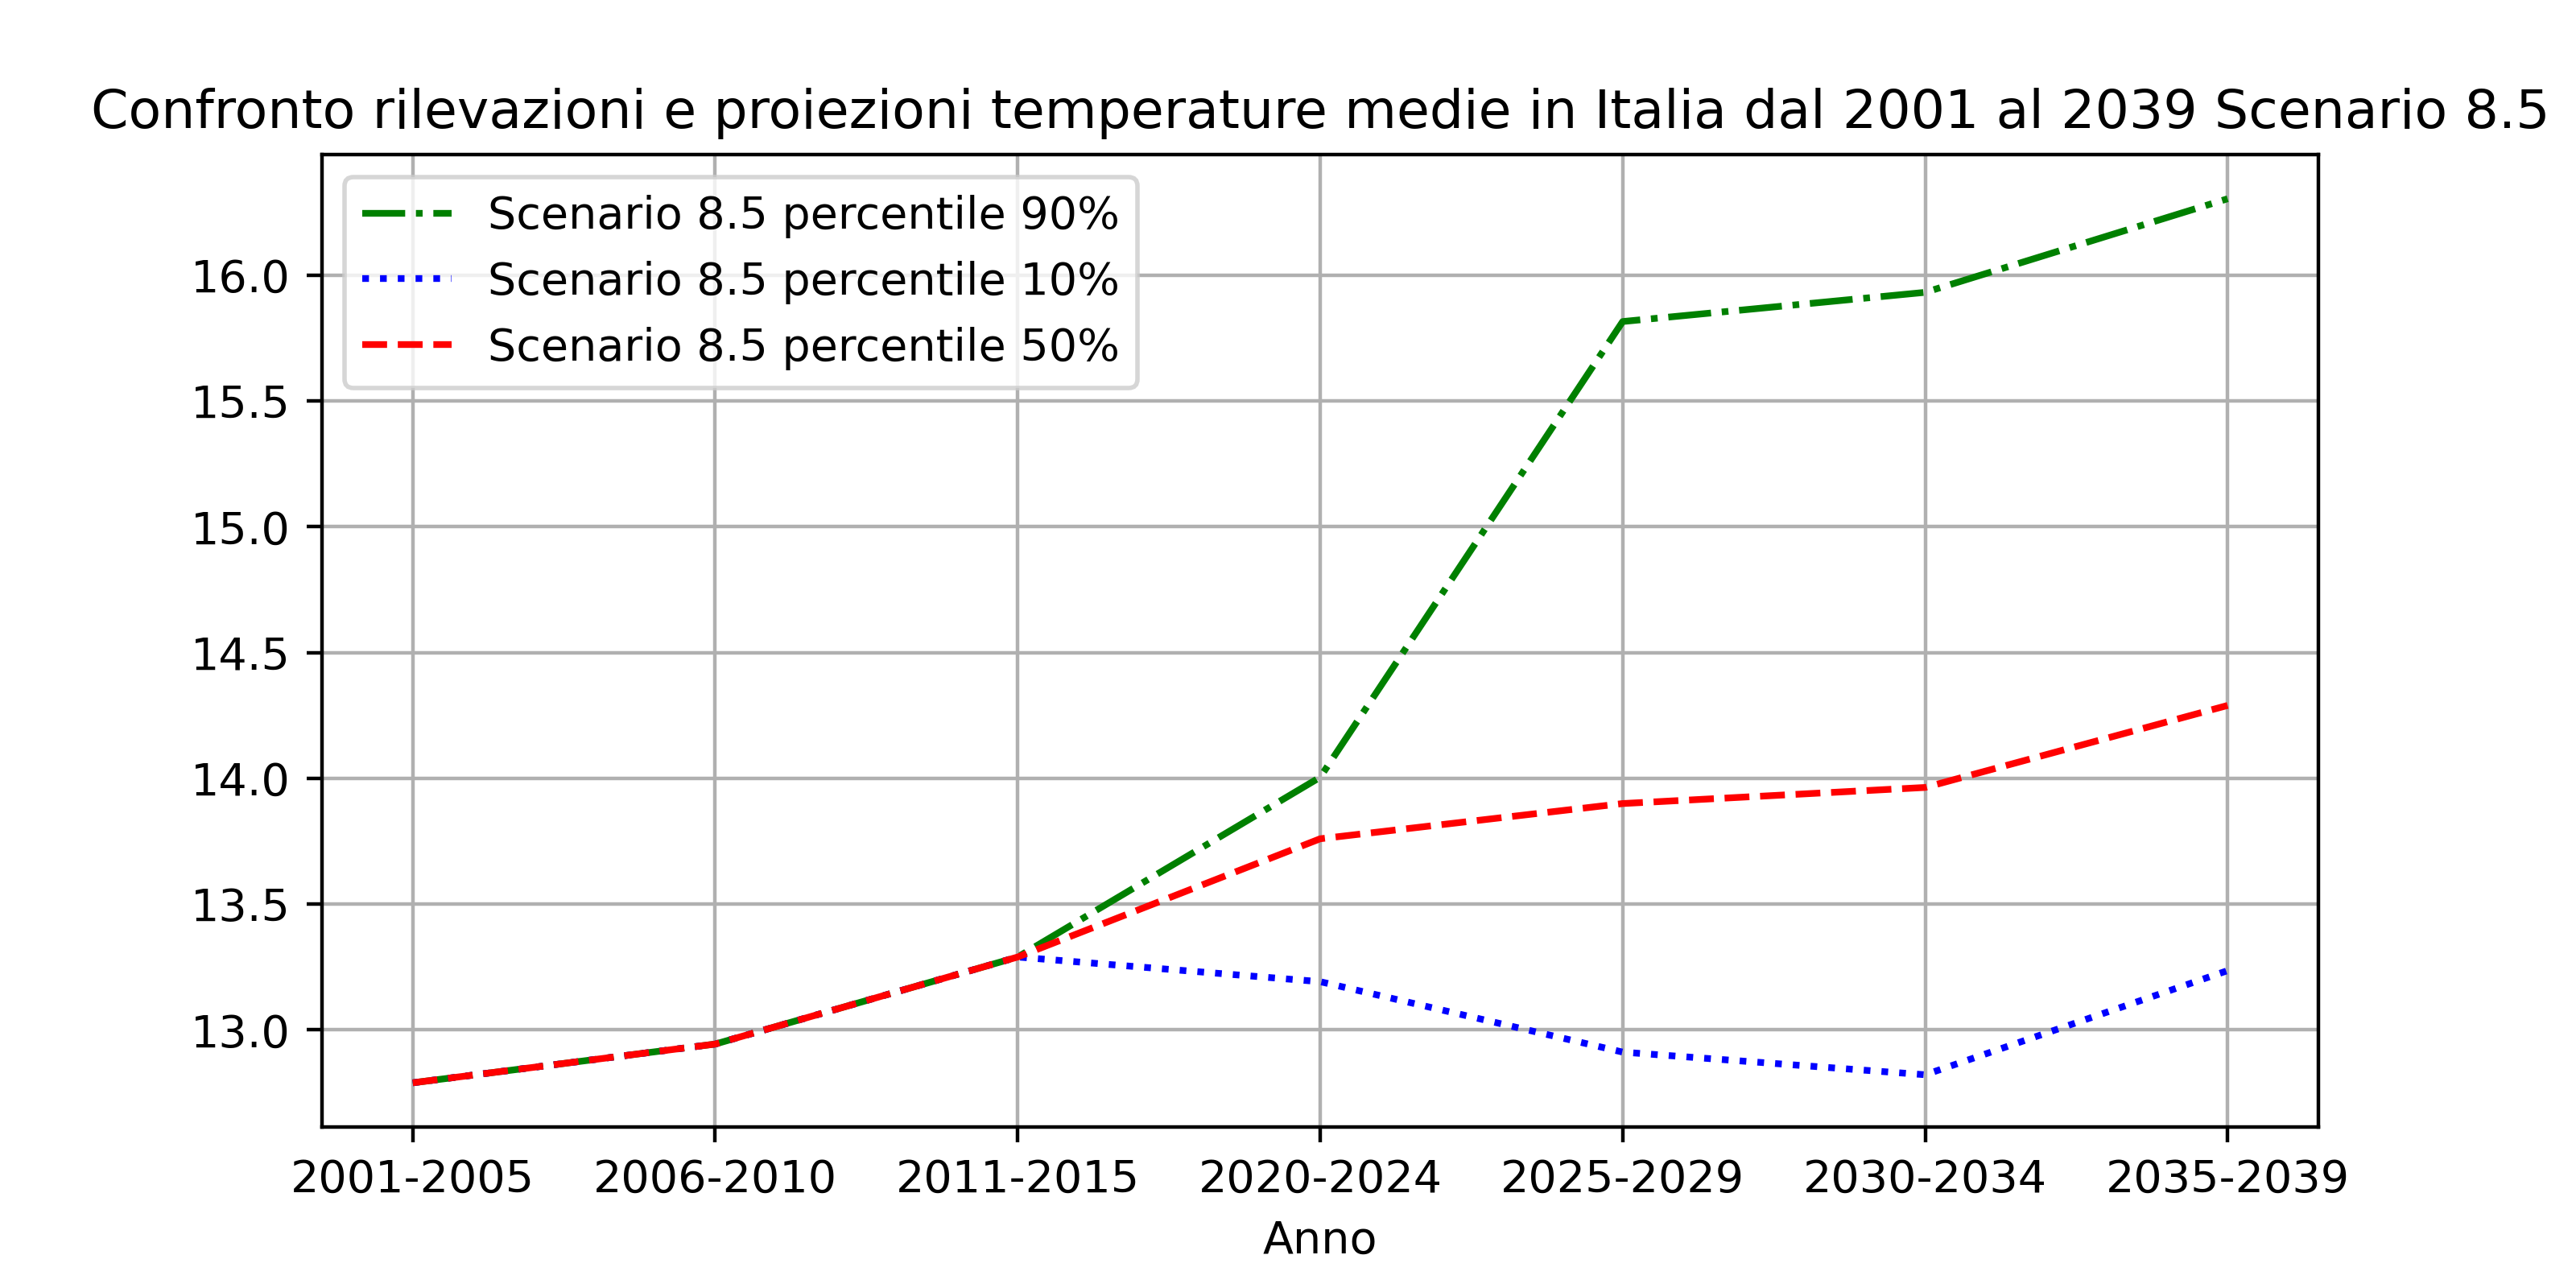 Confronto rilevazioni e proiezioni temperature medie in Italia dal 2001 al 2039 Scenario 8.5
Scenario 8.5 percentile 90%
Scenario 8.5 percentile 10%
Scenario 8.5 percentile 50%
16.0
15.5
15.0
14.5
14.0
13.5
13.0
2001-2005 2006-2010 2011-2015 2020-2024 2025-2029 2030-2034 2035-2039
Anno